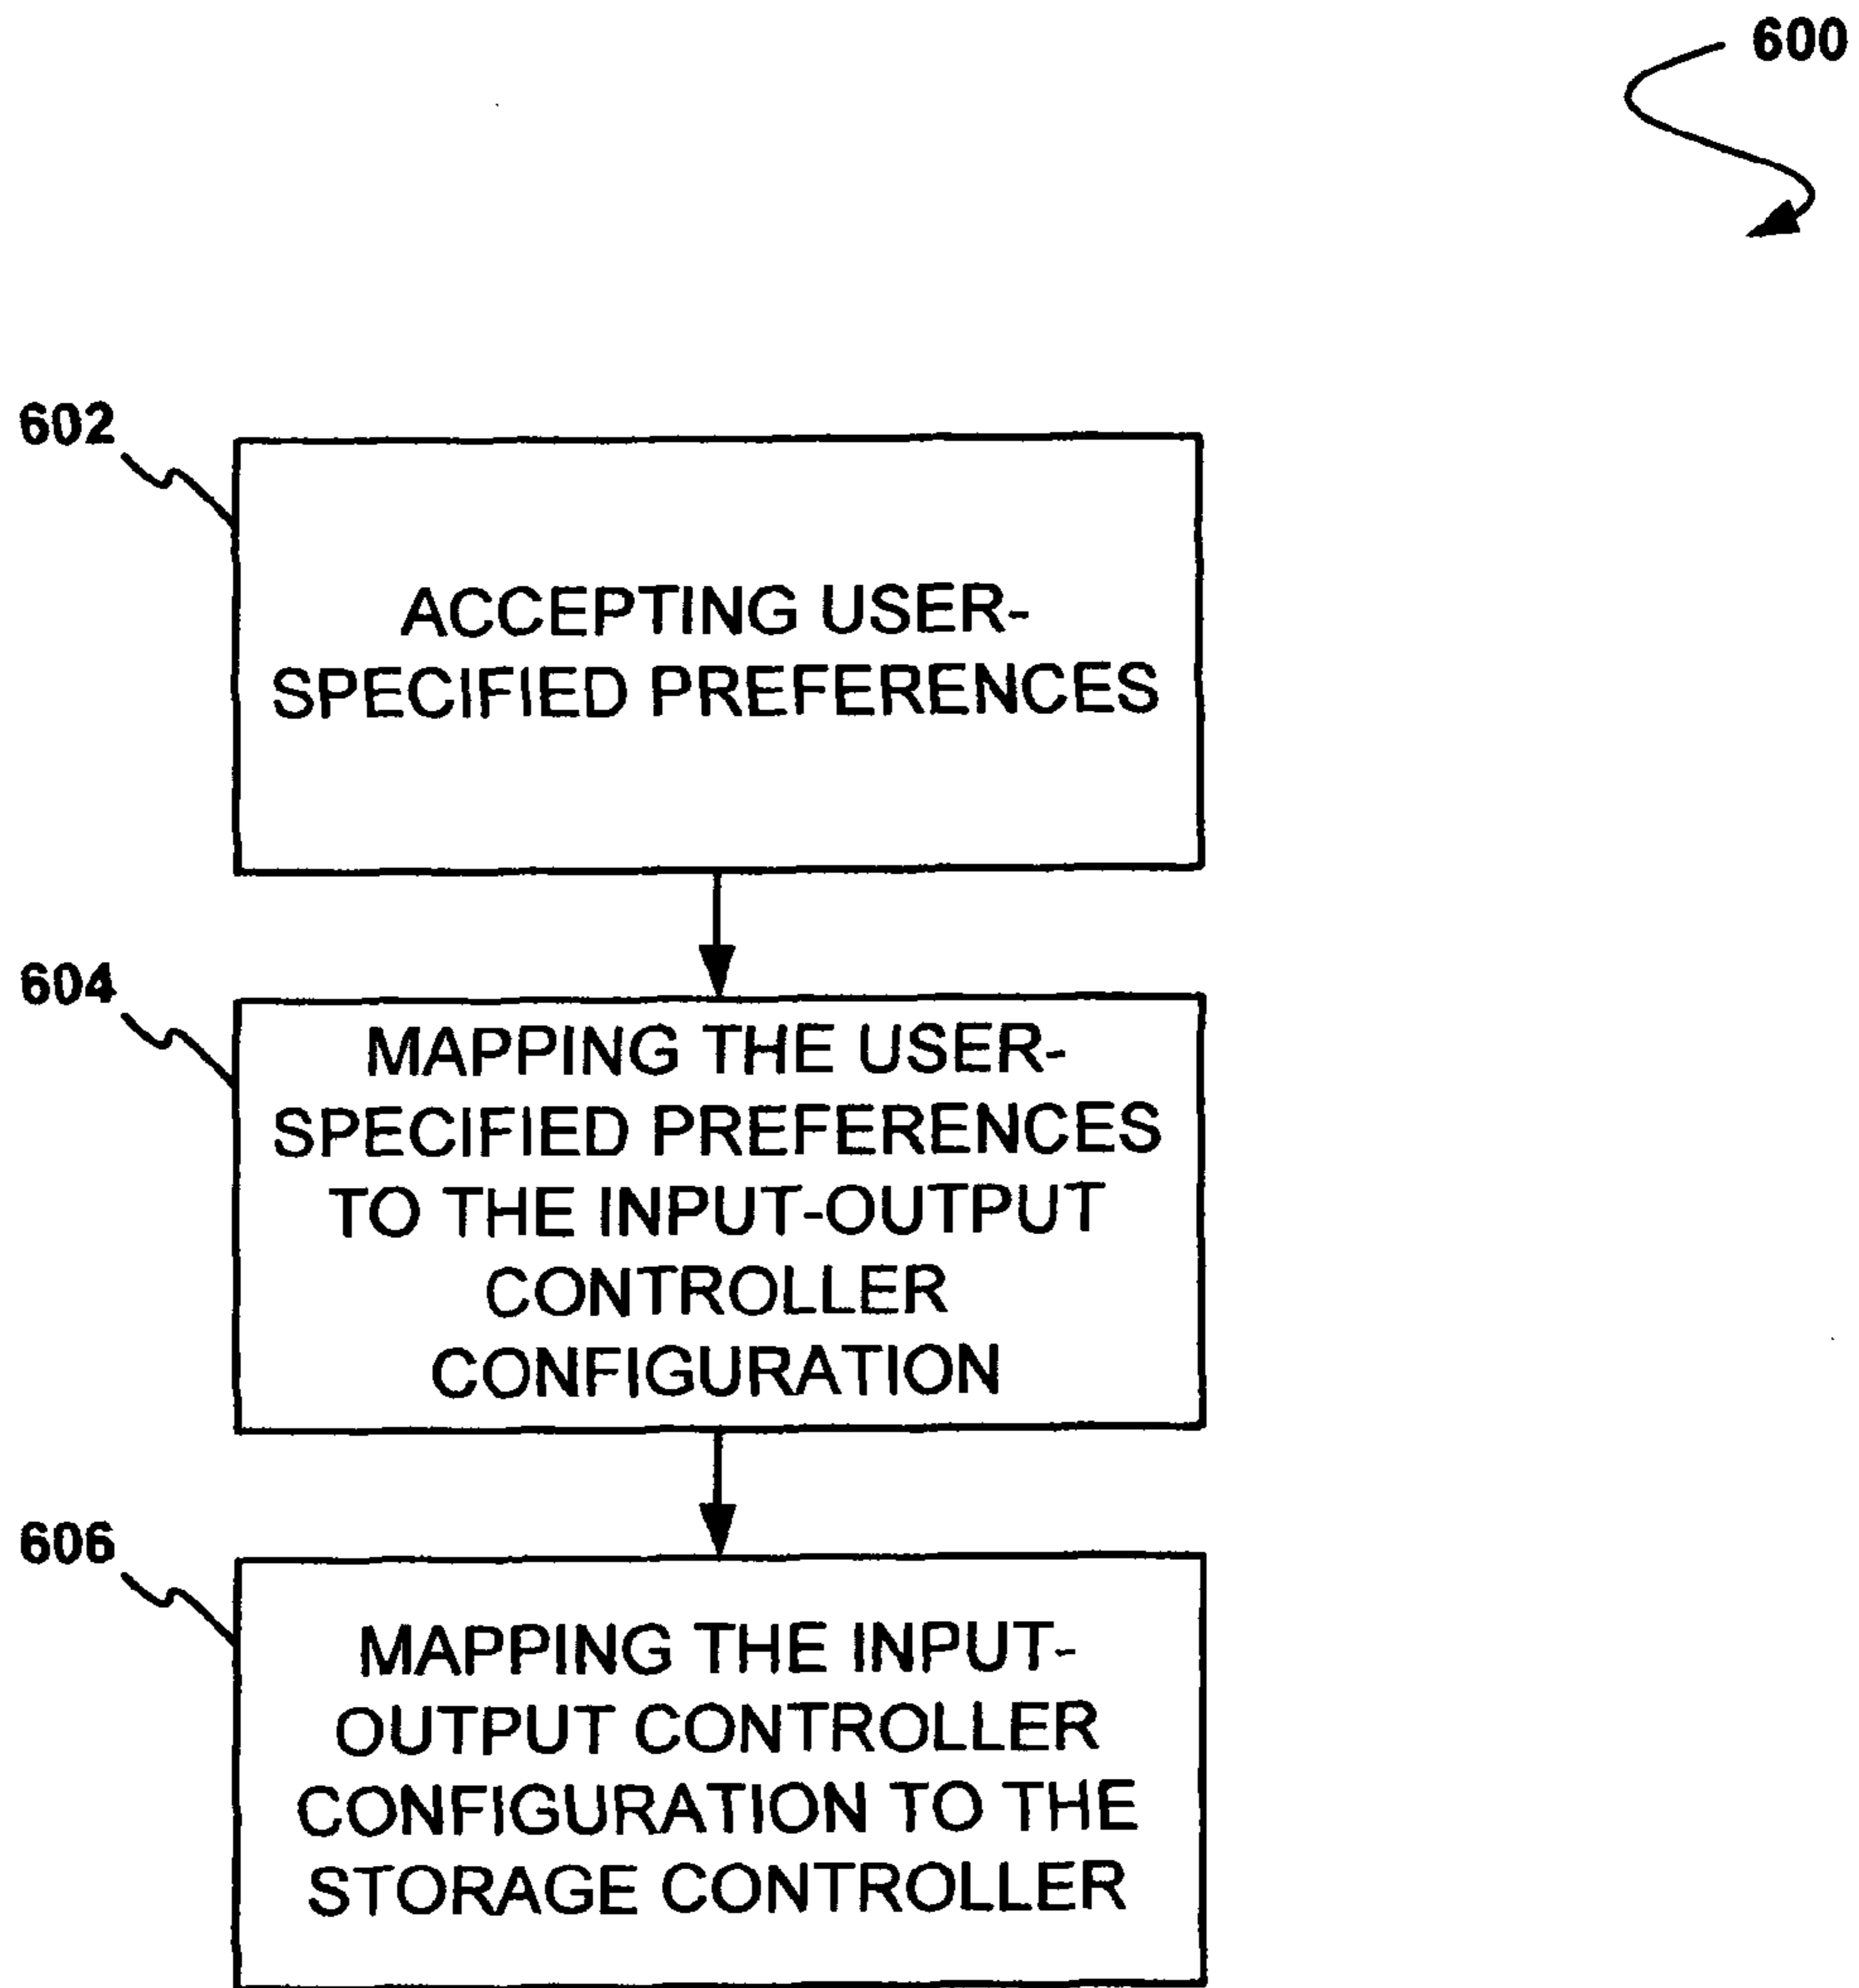 600
602
ACCEPTING USER-
SPECIFIED PREFERENCES
604
MAPPING THE USER-
SPECIFIED PREFERENCES
TO THE INPUT-OUTPUT
CONTROLLER
CONFIGURATION
606
MAPPING THE INPUT-
OUTPUT CONTROLLER
CONFIGURATION TO THE
STORAGE CONTROLLER